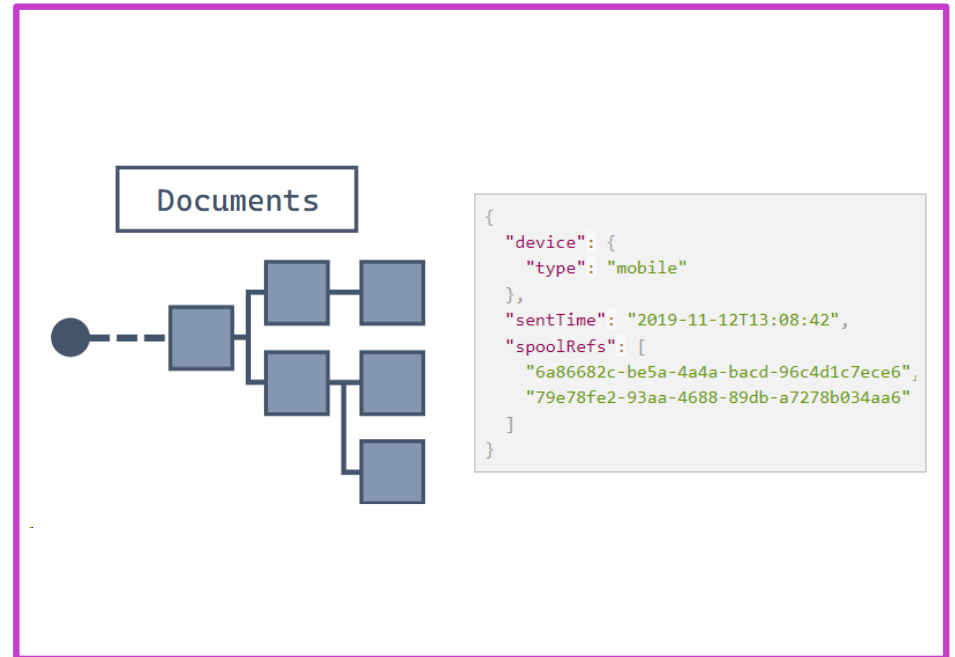 Documents
{
"device": {
"type": "mobile"
},
"sentTime": "2019-11-12T13:08:42",
"spoolRefs": [
"6a86682c-be5a-4a4a-bacd-96c4d1c7ece6",
"79e78fe2-93aa-4688-89db-a7278b034aa6"
]
}